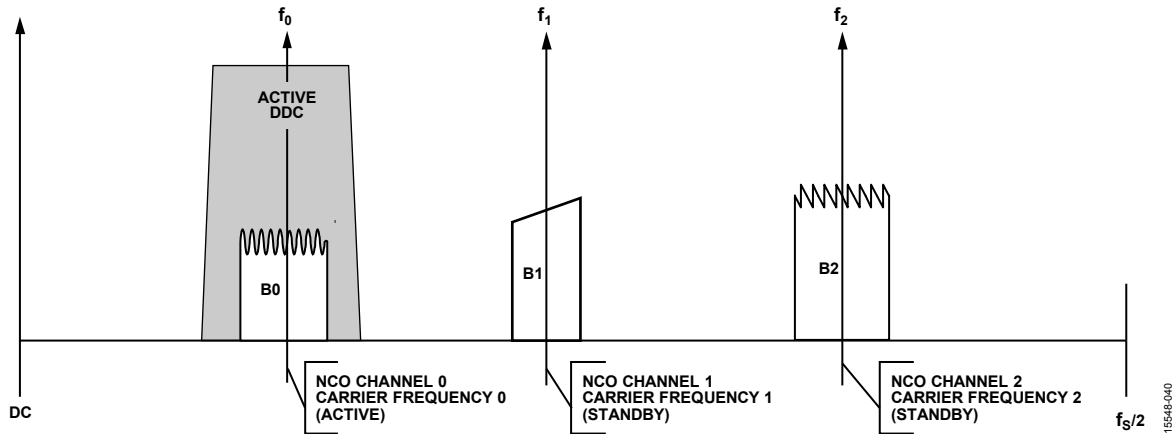 f0
f1
f2
ACTIVE
DDC
B0
B1
B2
NCO CHANNEL 0
CARRIER FREQUENCY 0
(ACTIVE)
NCO CHANNEL 1
CARRIER FREQUENCY 1
(STANDBY)
NCO CHANNEL 2
CARRIER FREQUENCY 2
(STANDBY)
DC
fS/2
15548-040